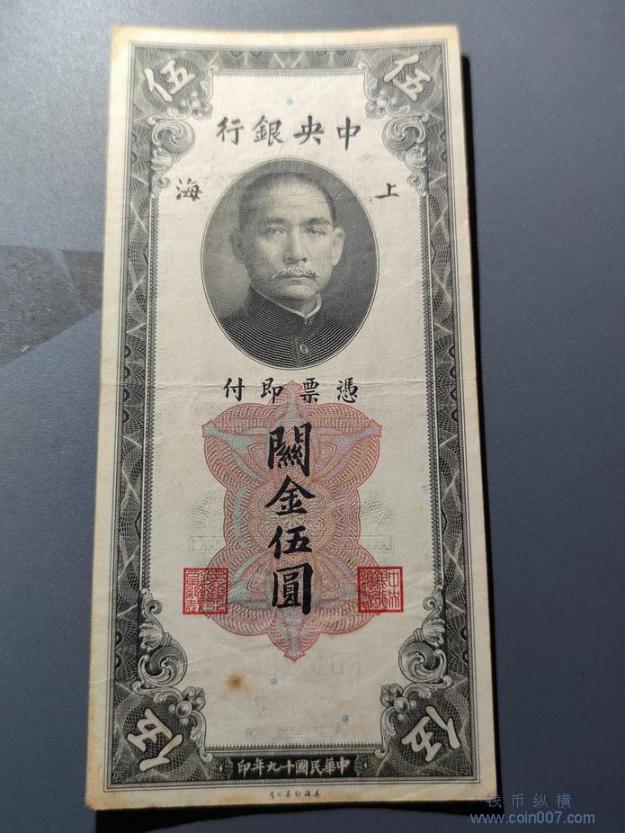 伍 伍
中央銀行
上海
憑票即付
關金伍圓
伍 伍
中華民國十九年印
钱币纵横
www.coin007.com